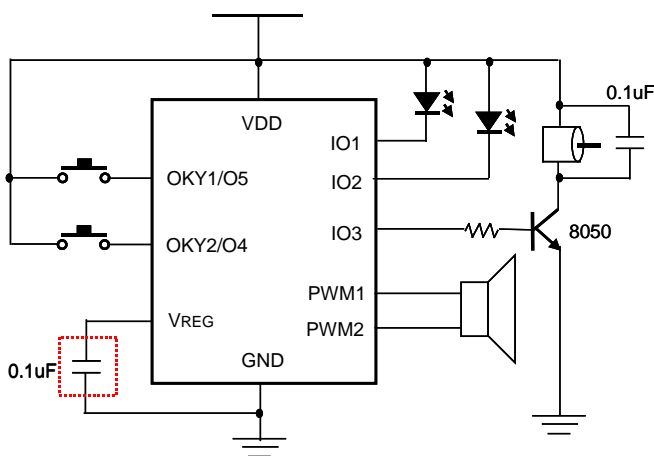 0.1uF
VDD
IO1
OKY1/O5
IO2
OKY2/O4
IO3
8050
PWM1
VREG
PWM2
GND
0.1uF